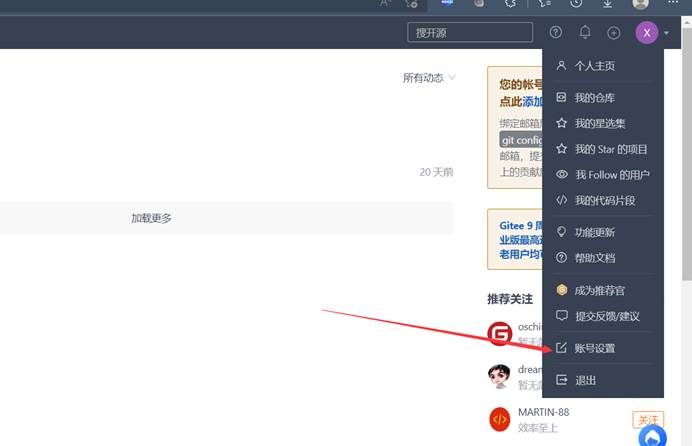 搜开源
X
所有动态
20 天前
加载更多
您的帐号
点此添加
绑定邮箱
git config
邮箱，提
上的贡献
Gitee 9 周
业版最高
老用户均
推荐关注
oschi
暂无
dream
暂无
MARTIN-88
效率至上
关注
个人主页
我的仓库
我的星选集
我的 Star 的项目
我 Follow 的用户
我的代码片段
功能更新
帮助文档
成为推荐官
提交反馈/建议
账号设置
退出